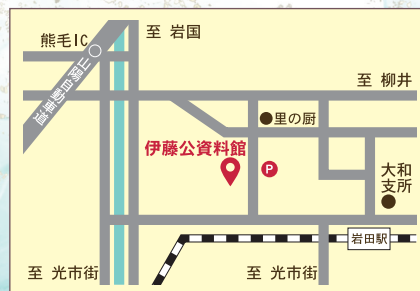 熊毛IC
至 岩国
山陽自動車道
至 柳井
里の厨
伊藤公資料館
P
大和
支所
岩田駅
至 光市街
至 光市街